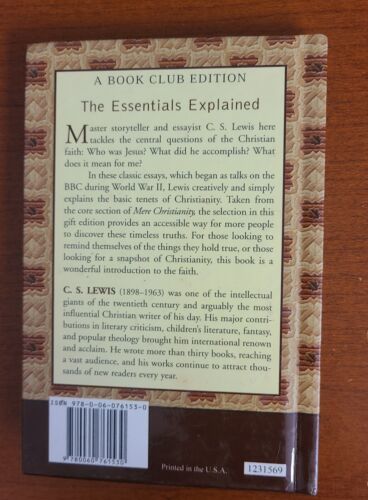 A BOOK CLUB EDITION
The Essentials Explained
Master storyteller and essayist C. S. Lewis here
tackles the central questions of the Christian
faith: Who was Jesus? What did he accomplish? What
does it mean for me?
In these classic essays, which began as talks on the
BBC during World War II, Lewis creatively and simply
explains the basic tenets of Christianity. Taken from
the core section of Mere Christianity, the selection in this
gift edition provides an accessible way for more people
to discover these timeless truths. For those looking to
remind themselves of the things they hold true, or those
looking for a snapshot of Christianity, this book is a
wonderful introduction to the faith.
C. S. LEWIS (1898–1963) was one of the intellectual
giants of the twentieth century and arguably the most
influential Christian writer of his day. His major contri-
butions in literary criticism, children's literature, fantasy,
and popular theology brought him international renown
and acclaim. He wrote more than thirty books, reaching
a vast audience, and his works continue to attract thou-
sands of new readers every year.
ISBN 978-0-06-076153-0
9780060761530
Printed in the U.S.A.
1231569